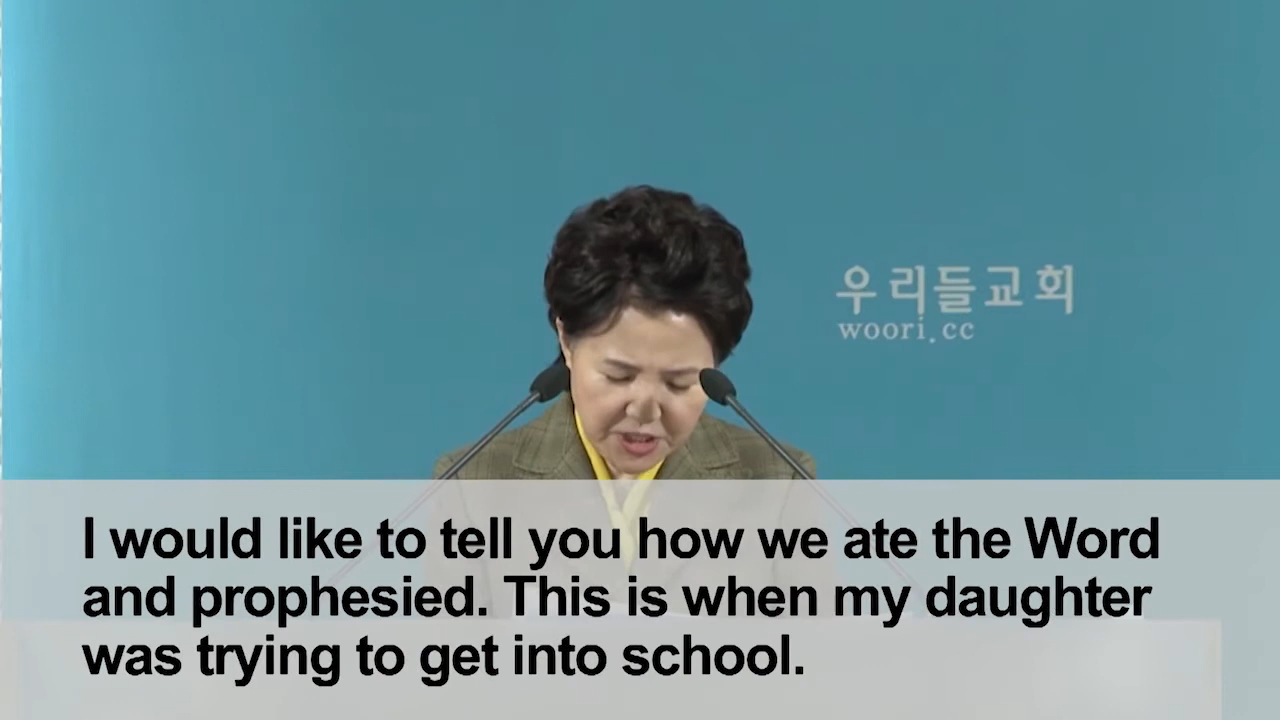 우리들교회
woori.cc
I would like to tell you how we ate the Word
and prophesied. This is when my daughter
was trying to get into school.